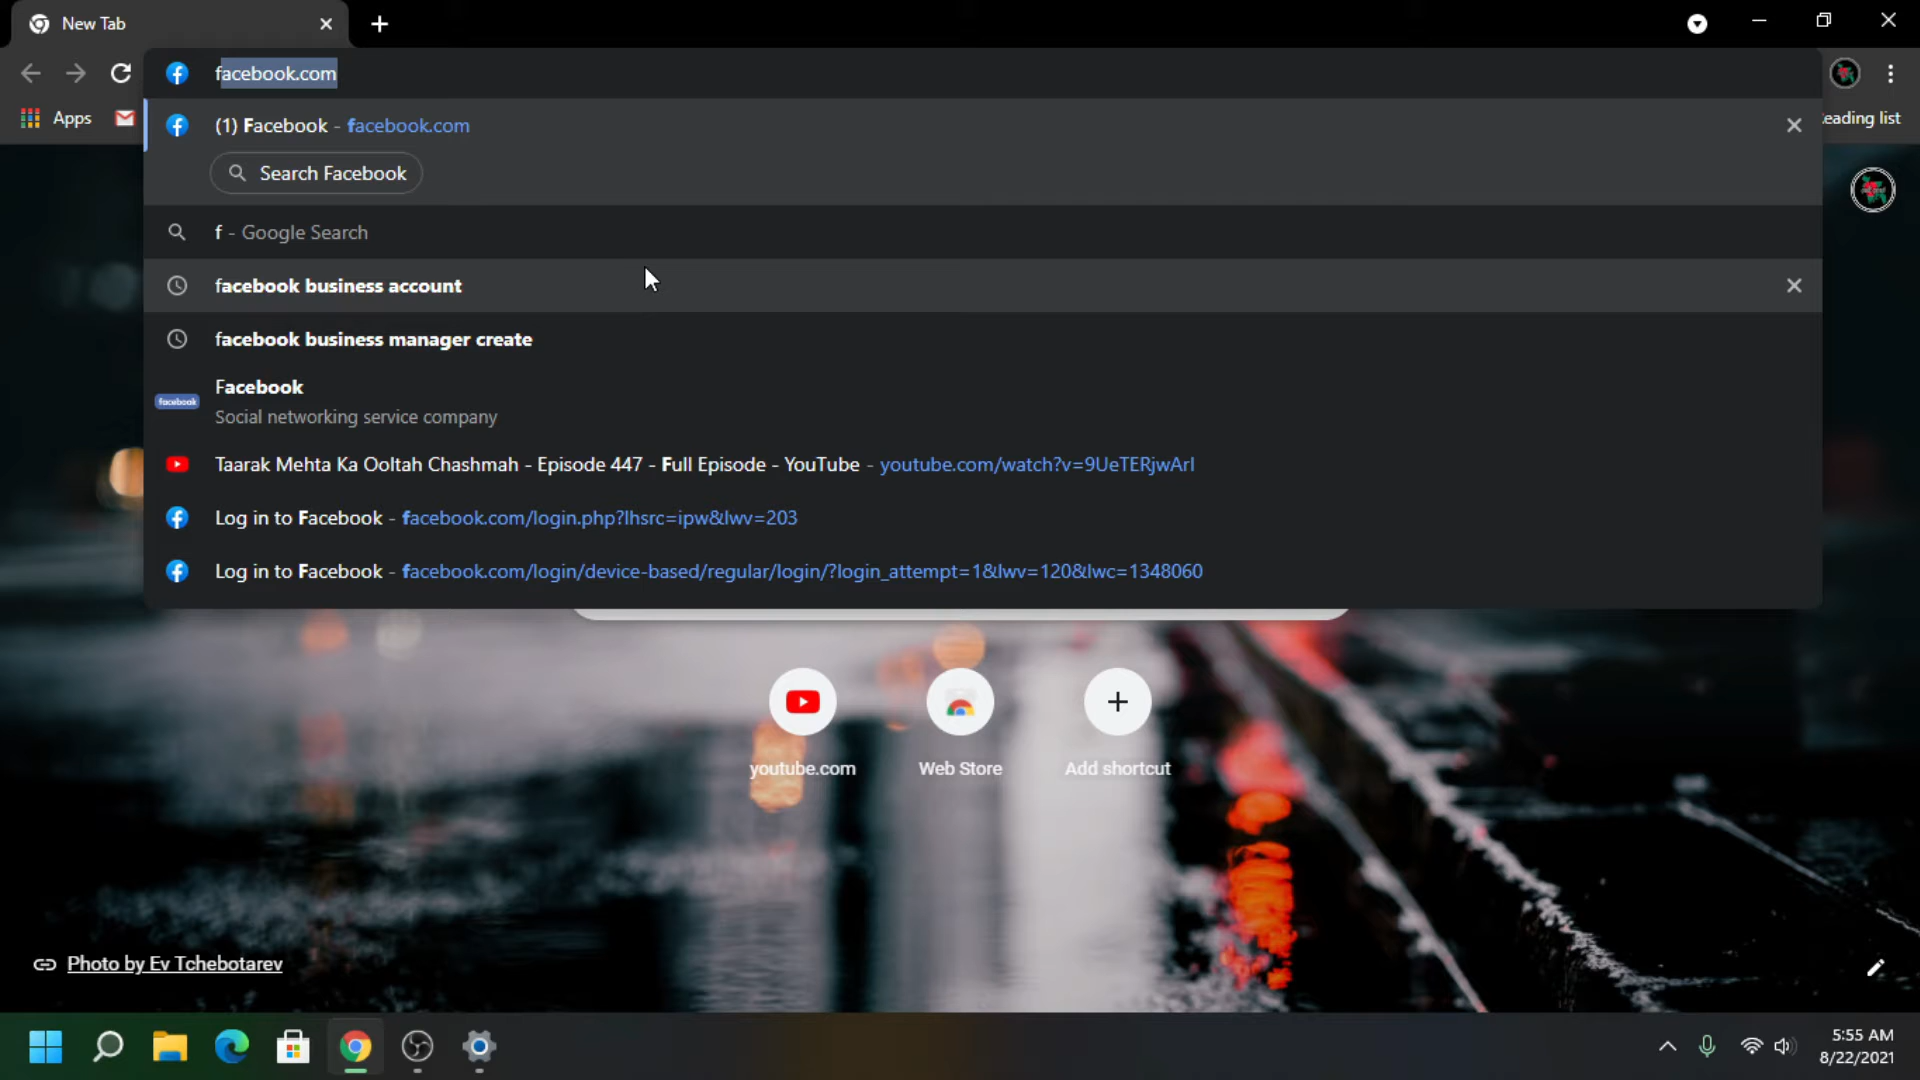 New Tab
facebook.com
Apps
eading list
(1) Facebook - facebook.com
Search Facebook
f - Google Search
facebook business account
facebook business manager create
facebook
Facebook
Social networking service company
Taarak Mehta Ka Ooltah Chashmah - Episode 447 - Full Episode - YouTube - youtube.com/watch?v=9UeTERjwArI
Log in to Facebook - facebook.com/login.php?lhsrc=ipw&lwv=203
Log in to Facebook - facebook.com/login/device-based/regular/login/?login_attempt=1&lwv=120&lwc=1348060
youtube.com
Web Store
Add shortcut
Photo by Ev Tchebotarev
5:55 AM
8/22/2021